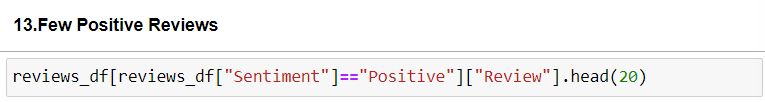 13.Few Positive Reviews
reviews_df[reviews_df["Sentiment"]=="Positive"]["Review"].head(20)